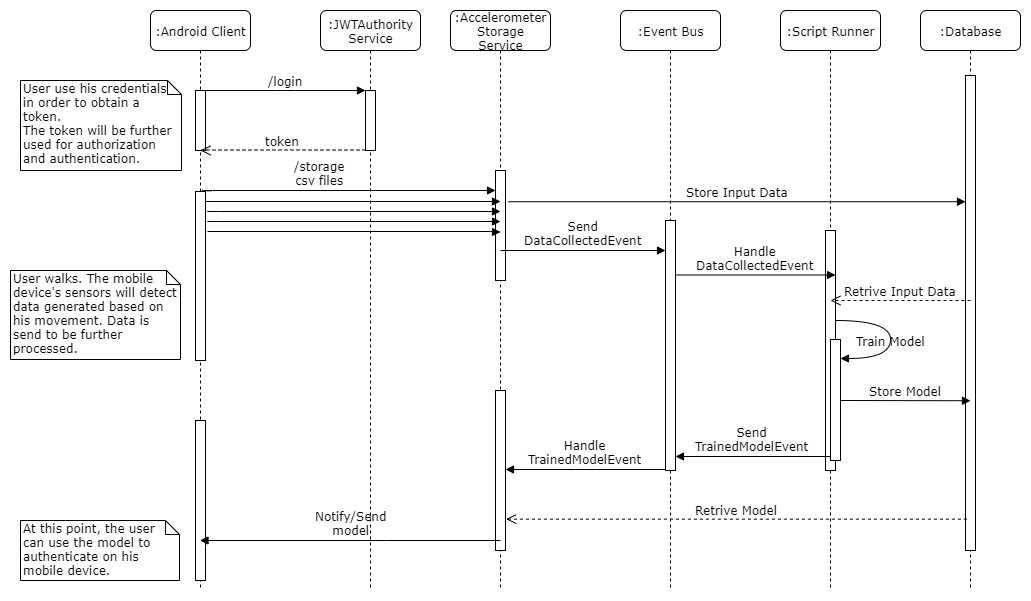 :Android Client
:JWTAuthority
Service
:Accelerometer
Storage
Service
:Event Bus
:Script Runner
:Database
User use his credentials
in order to obtain a
token.
The token will be further
used for authorization
and authentication.
/login
token
/storage
csv files
Store Input Data
Send
DataCollectedEvent
Handle
DataCollectedEvent
User walks. The mobile
device's sensors will detect
data generated based on
his movement. Data is
send to be further
processed.
Retrive Input Data
Train Model
Store Model
Send
TrainedModelEvent
Handle
TrainedModelEvent
Retrive Model
Notify/Send
model
At this point, the user
can use the model to
authenticate on his
mobile device.